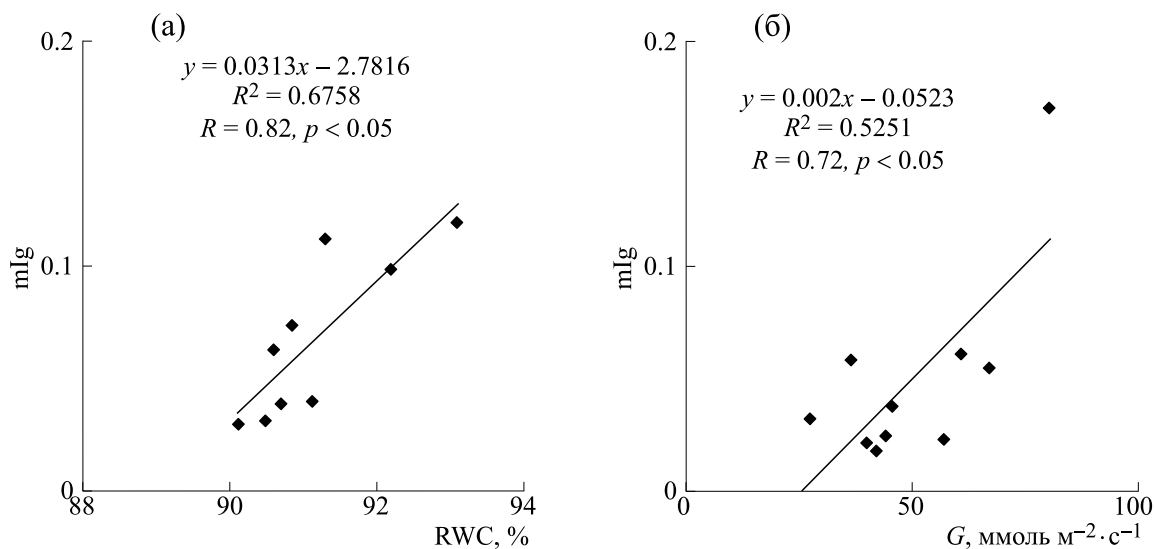 (а)
y = 0.0313x – 2.7816
R² = 0.6758
R = 0.82, p < 0.05
mIg
0.2
0.1
0
88
90
92
94
RWC, %
(б)
y = 0.002x – 0.0523
R² = 0.5251
R = 0.72, p < 0.05
mIg
0.2
0.1
0
0
50
100
G, ммоль м⁻² · с⁻¹